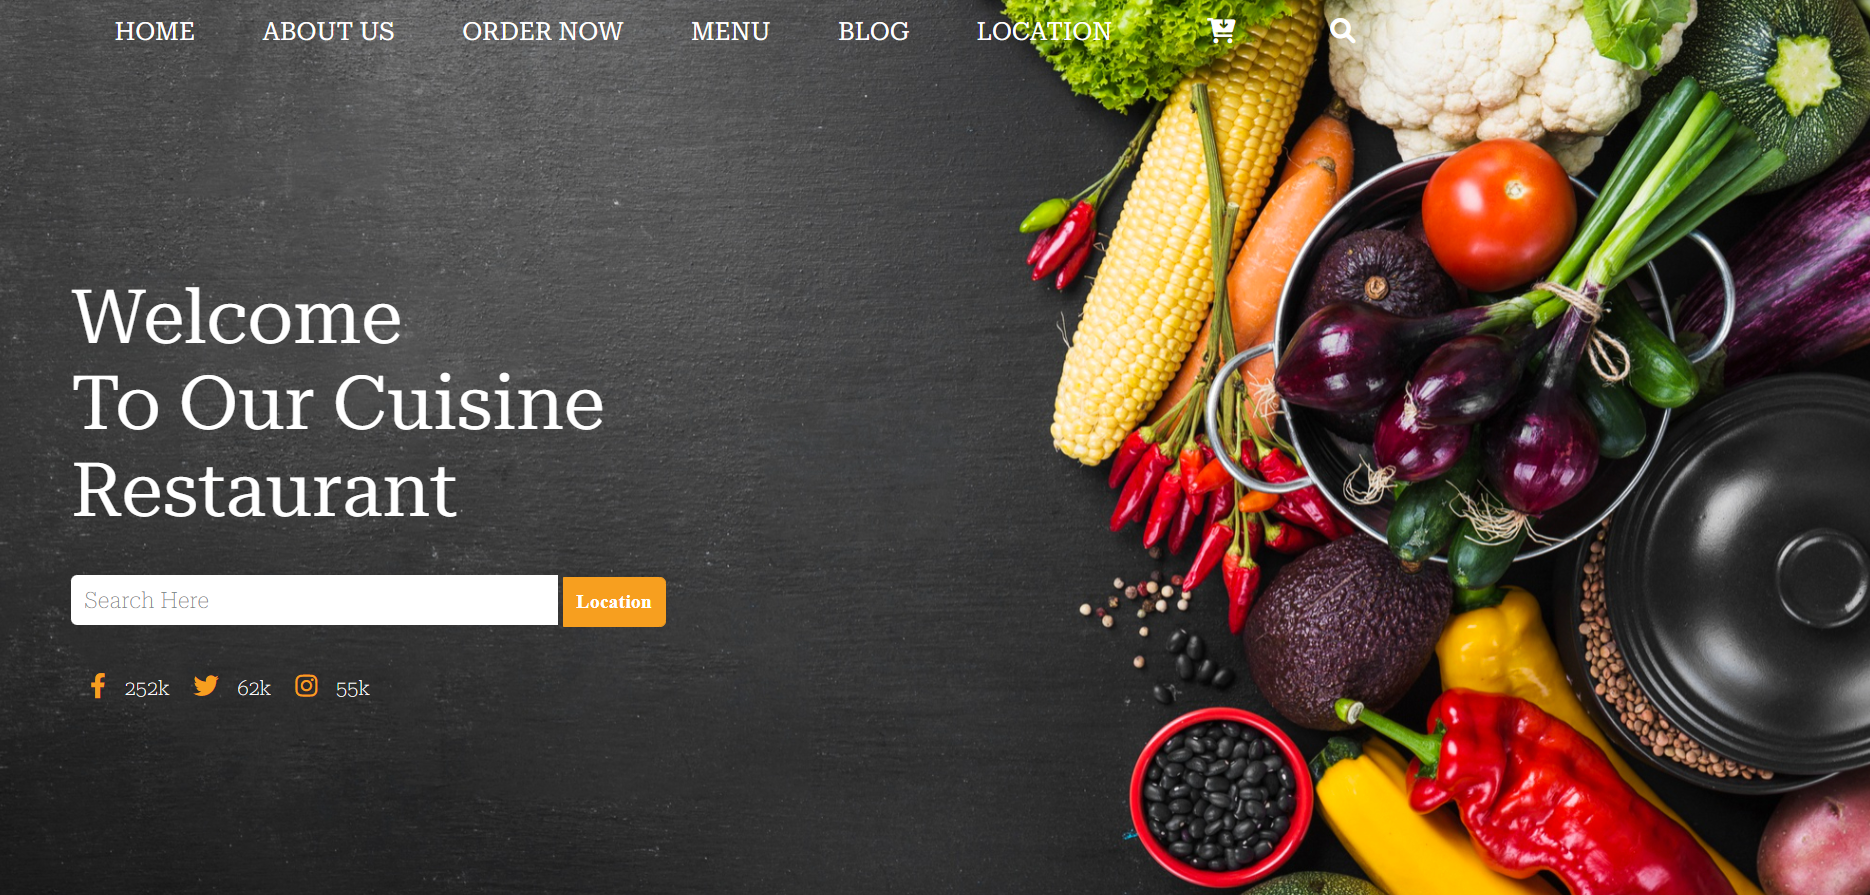 HOME ABOUT US ORDER NOW MENU BLOG LOCATION
Welcome
To Our Cuisine
Restaurant
Search Here Location
252k 62k 55k